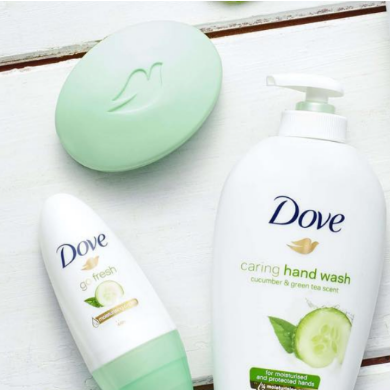 Dove
go fresh
Dove
caring hand wash
cucumber & green tea scent
for moisturised
and protected hands